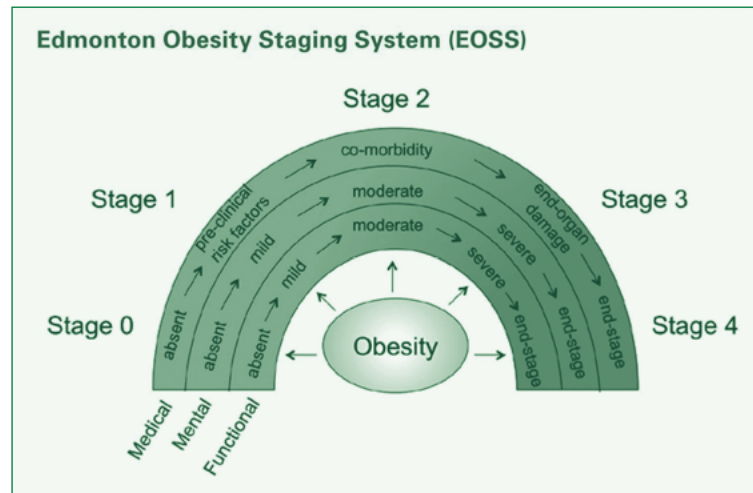 Edmonton Obesity Staging System (EOSS)
Stage 2
co-morbidity
Stage 1
pre-clinical
risk factors
moderate
end-organ
damage
Stage 3
mild
moderate
severe
mild
severe
Stage 0
absent
absent
absent
Obesity
end-stage
end-stage
end-stage
Stage 4
Medical
Mental
Functional